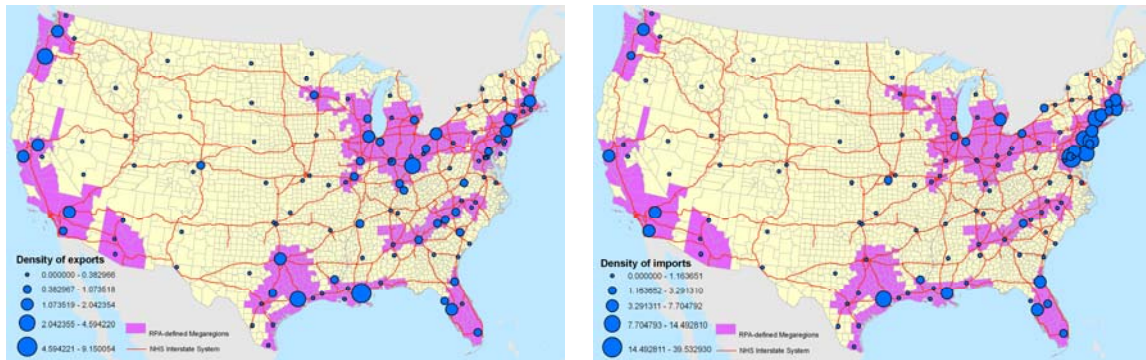 Density of exports
0.000000 - 0.382966
0.382967 - 1.073518
1.073519 - 2.042354
2.042355 - 4.594220
4.594221 - 9.150054
RPA-defined Megaregions
NHS Interstate System
Density of imports
0.000000 - 1.163651
1.163652 - 3.291310
3.291311 - 7.704792
7.704793 - 14.492810
14.492811 - 39.532930
RPA-defined Megaregions
NHS Interstate System